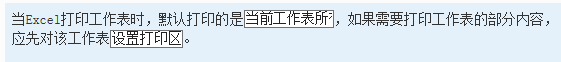 当Excel打印工作表时，默认打印的是当前工作表所，如果需要打印工作表的部分内容，
应先对该工作表设置打印区。